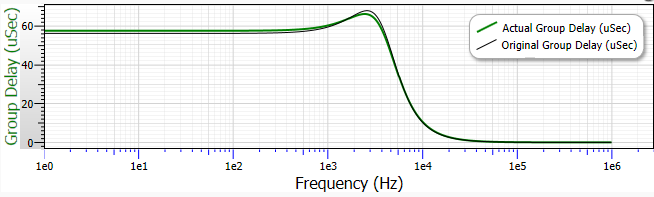 Group Delay (uSec)
60
40
20
0
Actual Group Delay (uSec)
Original Group Delay (uSec)
1e0 1e1 1e2 1e3 1e4 1e5 1e6
Frequency (Hz)